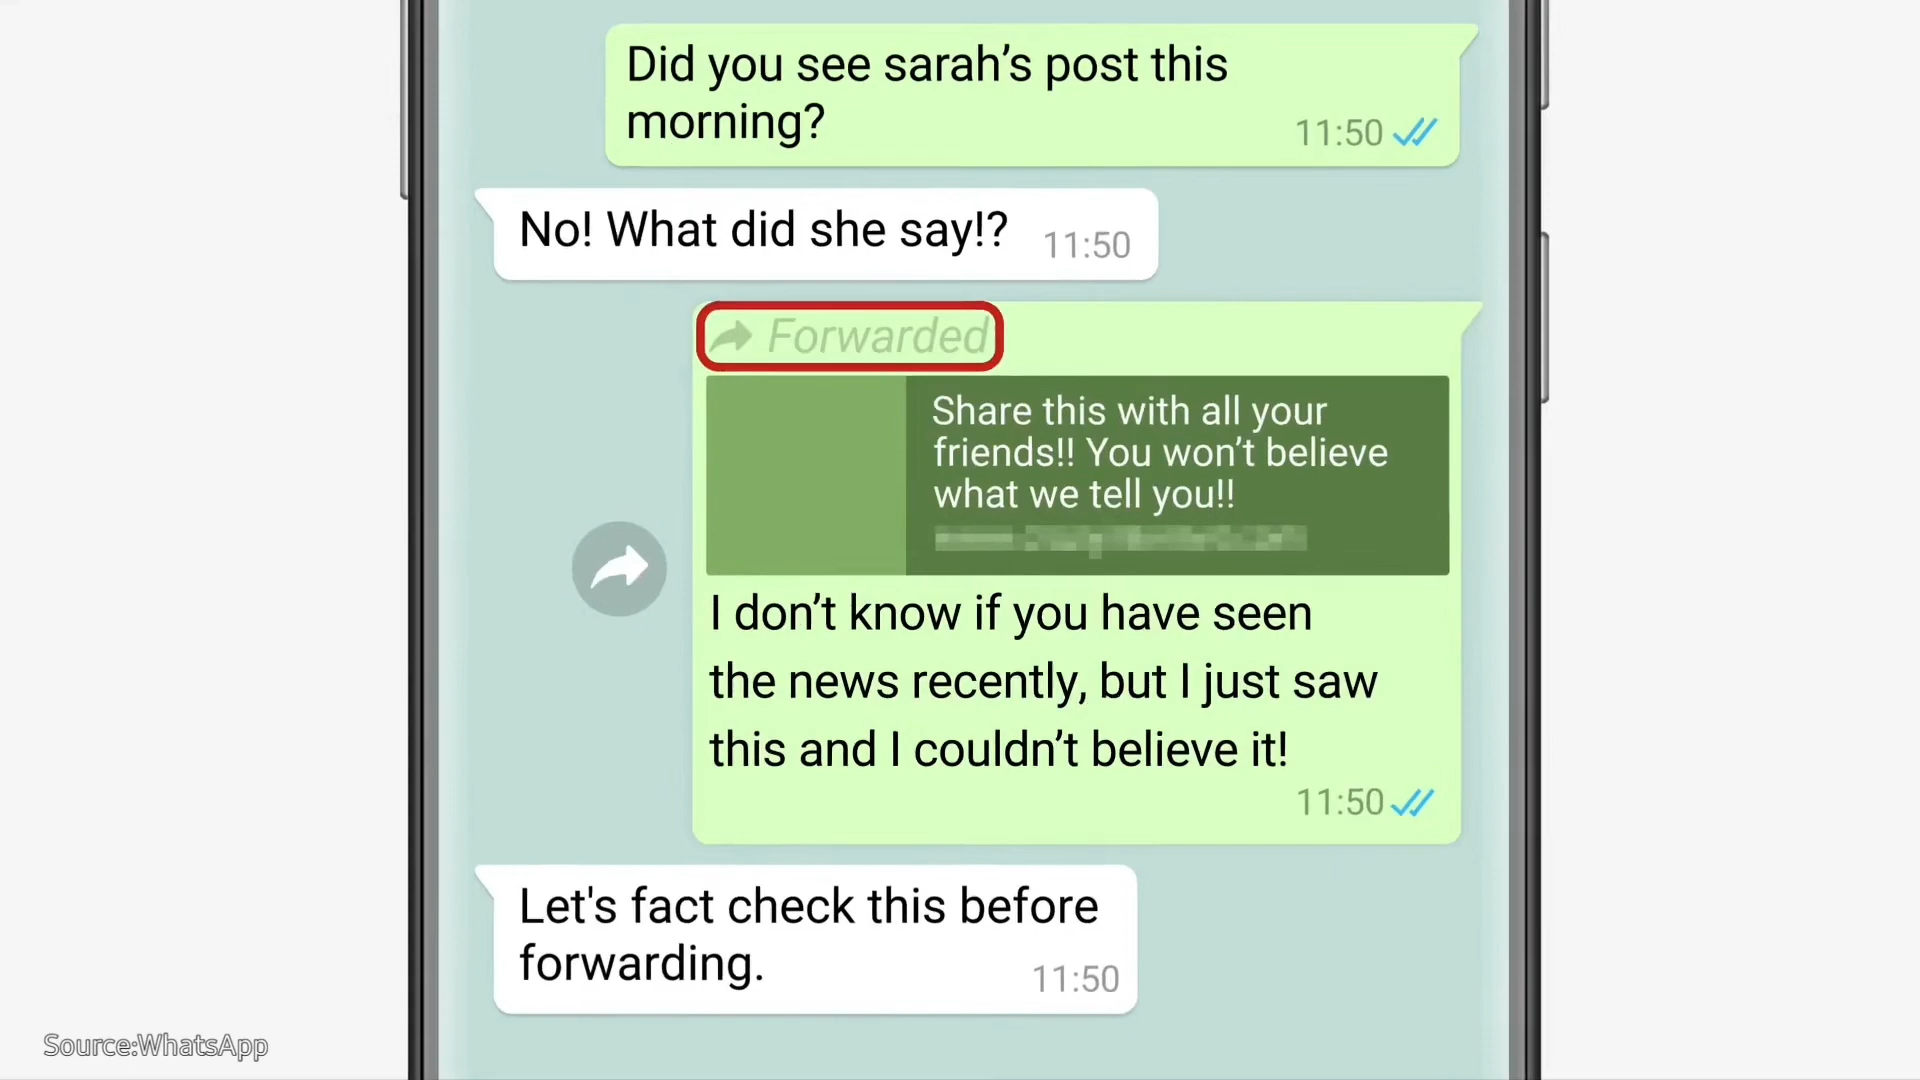 Did you see sarah’s post this
morning?
11:50
No! What did she say!?
11:50
Forwarded
Share this with all your
friends!! You won’t believe
what we tell you!!
I don’t know if you have seen
the news recently, but I just saw
this and I couldn’t believe it!
11:50
Let's fact check this before
forwarding.
11:50
Source:WhatsApp